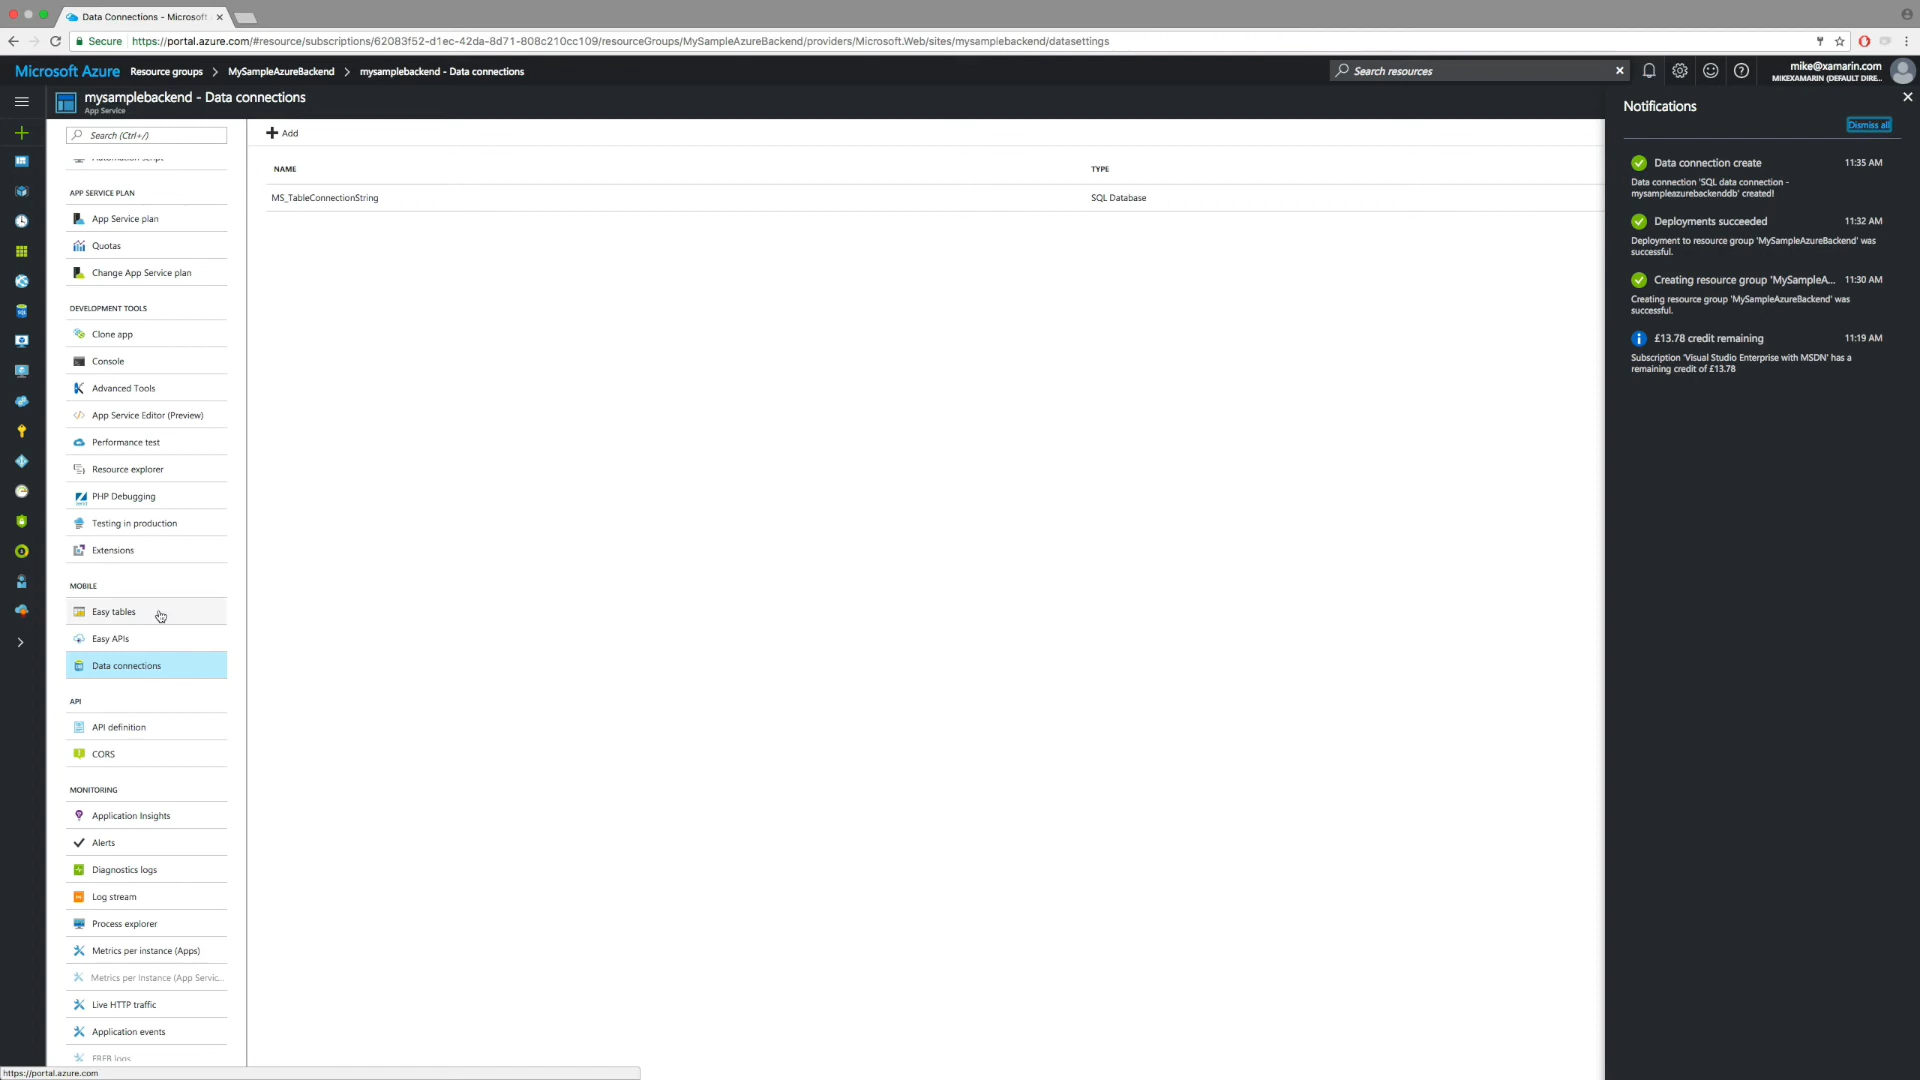 Data Connections - Microsoft
Secure https://portal.azure.com/#resource/subscriptions/62083f52-d1ec-42da-8d71-808c210cc109/resourceGroups/MySampleAzureBackend/providers/Microsoft.Web/sites/mysamplebackend/datasettings
Microsoft Azure Resource groups > MySampleAzureBackend > mysamplebackend - Data connections
Search resources
mike@xamarin.com
MIKEXAMARIN (DEFAULT DIRE...
mysamplebackend - Data connections
App Service
Search (Ctrl+/)
Automation script
APP SERVICE PLAN
App Service plan
Quotas
Change App Service plan
DEVELOPMENT TOOLS
Clone app
Console
Advanced Tools
App Service Editor (Preview)
Performance test
Resource explorer
PHP Debugging
Testing in production
Extensions
MOBILE
Easy tables
Easy APIs
Data connections
API
API definition
CORS
MONITORING
Application Insights
Alerts
Diagnostics logs
Log stream
Process explorer
Metrics per instance (Apps)
Metrics per Instance (App Servic...
Live HTTP traffic
Application events
FREB logs
Add
NAME TYPE
MS_TableConnectionString SQL Database
Notifications
Dismiss all
Data connection create 11:35 AM
Data connection 'SQL data connection -
mysampleazurebackenddb' created!
Deployments succeeded 11:32 AM
Deployment to resource group 'MySampleAzureBackend' was
successful.
Creating resource group 'MySampleA... 11:30 AM
Creating resource group 'MySampleAzureBackend' was
successful.
£13.78 credit remaining 11:19 AM
Subscription 'Visual Studio Enterprise with MSDN' has a
remaining credit of £13.78
https://portal.azure.com